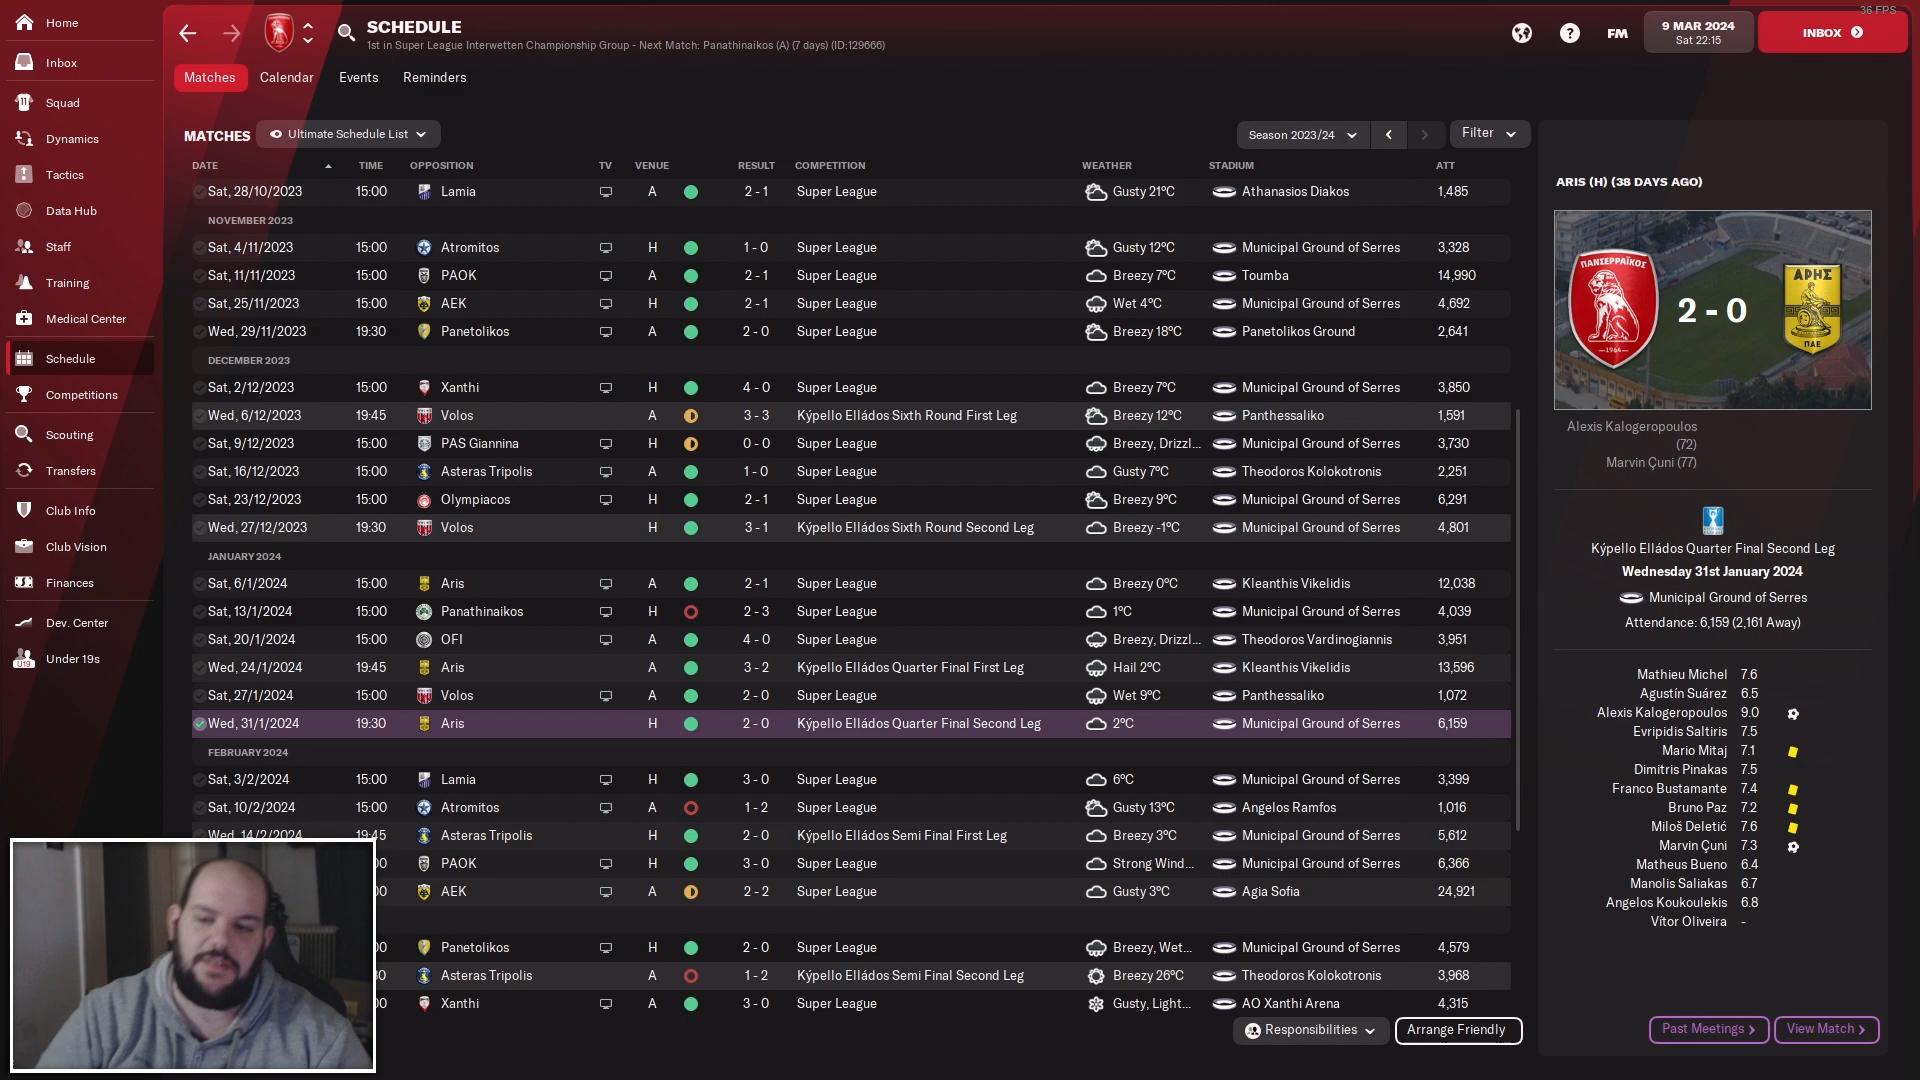 36 FPS
Home
Inbox
Squad
Dynamics
Tactics
Data Hub
Staff
Training
Medical Center
Schedule
Competitions
Scouting
Transfers
Club Info
Club Vision
Finances
Dev. Center
Under 19s
SCHEDULE
1st in Super League Interwetten Championship Group - Next Match: Panathinaikos (A) (7 days) (ID:129666)
FM
9 MAR 2024
Sat 22:15
INBOX
Matches Calendar Events Reminders
MATCHES Ultimate Schedule List Season 2023/24 Filter
DATE TIME OPPOSITION TV VENUE RESULT COMPETITION WEATHER STADIUM ATT
Sat, 28/10/2023 15:00 Lamia A 2 - 1 Super League Gusty 21ºC Athanasios Diakos 1,485
NOVEMBER 2023
Sat, 4/11/2023 15:00 Atromitos H 1 - 0 Super League Gusty 12ºC Municipal Ground of Serres 3,328
Sat, 11/11/2023 15:00 PAOK A 2 - 1 Super League Breezy 7ºC Toumba 14,990
Sat, 25/11/2023 15:00 AEK H 2 - 1 Super League Wet 4ºC Municipal Ground of Serres 4,692
Wed, 29/11/2023 19:30 Panetolikos A 2 - 0 Super League Breezy 18ºC Panetolikos Ground 2,641
DECEMBER 2023
Sat, 2/12/2023 15:00 Xanthi H 4 - 0 Super League Breezy 7ºC Municipal Ground of Serres 3,850
Wed, 6/12/2023 19:45 Volos A 3 - 3 Kýpello Elládos Sixth Round First Leg Breezy 12ºC Panthessaliko 1,591
Sat, 9/12/2023 15:00 PAS Giannina H 0 - 0 Super League Breezy, Drizzl... Municipal Ground of Serres 3,730
Sat, 16/12/2023 15:00 Asteras Tripolis A 1 - 0 Super League Gusty 7ºC Theodoros Kolokotronis 2,251
Sat, 23/12/2023 15:00 Olympiacos H 2 - 1 Super League Breezy 9ºC Municipal Ground of Serres 6,291
Wed, 27/12/2023 19:30 Volos H 3 - 1 Kýpello Elládos Sixth Round Second Leg Breezy -1ºC Municipal Ground of Serres 4,801
JANUARY 2024
Sat, 6/1/2024 15:00 Aris A 2 - 1 Super League Breezy 0ºC Kleanthis Vikelidis 12,038
Sat, 13/1/2024 15:00 Panathinaikos H 2 - 3 Super League 1ºC Municipal Ground of Serres 4,039
Sat, 20/1/2024 15:00 OFI A 4 - 0 Super League Breezy, Drizzl... Theodoros Vardinogiannis 3,951
Wed, 24/1/2024 19:45 Aris A 3 - 2 Kýpello Elládos Quarter Final First Leg Hail 2ºC Kleanthis Vikelidis 13,596
Sat, 27/1/2024 15:00 Volos A 2 - 0 Super League Wet 9ºC Panthessaliko 1,072
Wed, 31/1/2024 19:30 Aris H 2 - 0 Kýpello Elládos Quarter Final Second Leg 2ºC Municipal Ground of Serres 6,159
FEBRUARY 2024
Sat, 3/2/2024 15:00 Lamia H 3 - 0 Super League 6ºC Municipal Ground of Serres 3,399
Sat, 10/2/2024 15:00 Atromitos A 1 - 2 Super League Gusty 13ºC Angelos Ramfos 1,016
Wed, 14/2/2024 19:45 Asteras Tripolis H 2 - 0 Kýpello Elládos Semi Final First Leg Breezy 3ºC Municipal Ground of Serres 5,612
00 PAOK H 3 - 0 Super League Strong Wind... Municipal Ground of Serres 6,366
00 AEK A 2 - 2 Super League Gusty 3ºC Agia Sofia 24,921
00 Panetolikos H 2 - 0 Super League Breezy, Wet... Municipal Ground of Serres 4,579
30 Asteras Tripolis A 1 - 2 Kýpello Elládos Semi Final Second Leg Breezy 26ºC Theodoros Kolokotronis 3,968
00 Xanthi A 3 - 0 Super League Gusty, Light... AO Xanthi Arena 4,315
Responsibilities Arrange Friendly
ARIS (H) (38 DAYS AGO)
ΠΑΝΣΕΡΡΑΪΚΟΣ
1964
2 - 0
ΑΡΗΣ
ΠΑΕ
Alexis Kalogeropoulos
(72)
Marvin Çuni (77)
Kýpello Elládos Quarter Final Second Leg
Wednesday 31st January 2024
Municipal Ground of Serres
Attendance: 6,159 (2,161 Away)
Mathieu Michel 7.6
Agustín Suárez 6.5
Alexis Kalogeropoulos 9.0
Evripidis Saltiris 7.5
Mario Mitaj 7.1
Dimitris Pinakas 7.5
Franco Bustamante 7.4
Bruno Paz 7.2
Miloš Deletić 7.6
Marvin Çuni 7.3
Matheus Bueno 6.4
Manolis Saliakas 6.7
Angelos Koukoulekis 6.8
Vítor Oliveira -
Past Meetings View Match